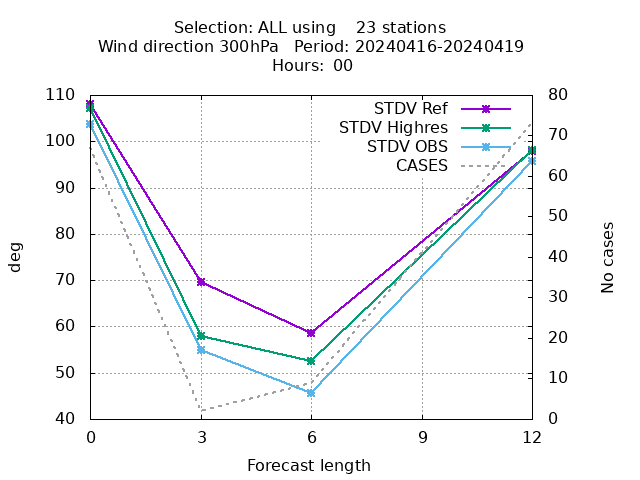 Selection: ALL using    23 stations
Wind direction 300hPa   Period: 20240416-20240419
Hours:  00
STDV Ref
STDV Highres
STDV OBS
CASES
110
100
90
80
70
60
50
40
80
70
60
50
40
30
20
10
0
deg
No cases
0
3
6
9
12
Forecast length